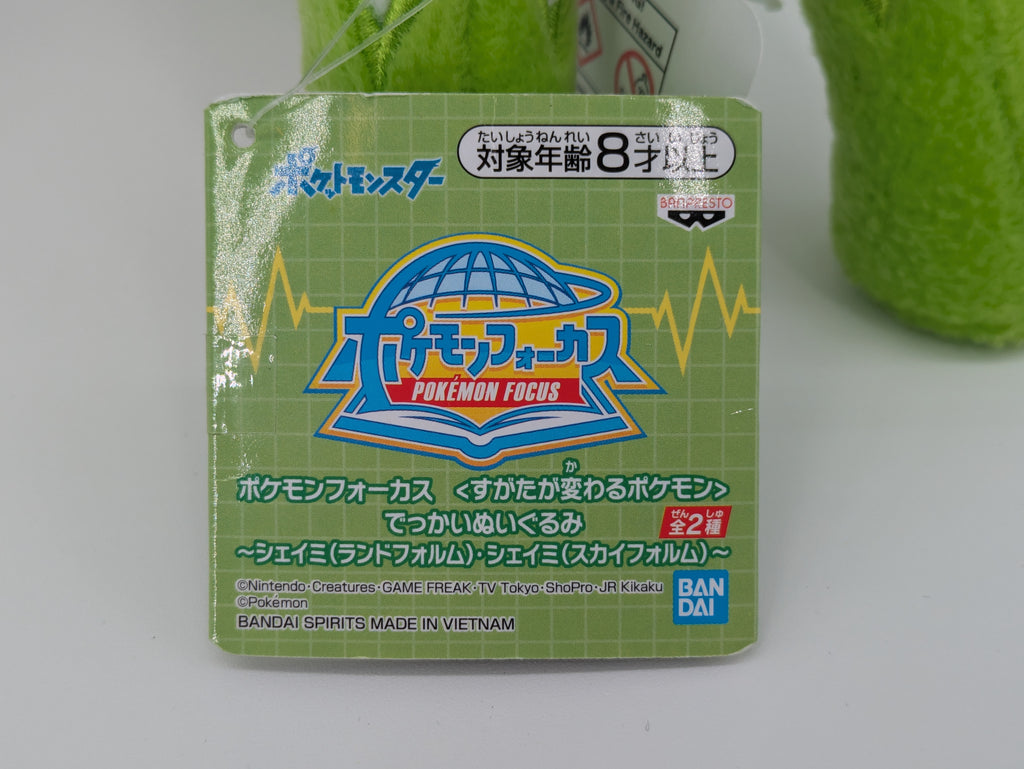 Fire Hazard
たいしょうねんれい さい いじょう
対象年齢8才以上
ポケットモンスター
BANPRESTO
ポケモンフォーカス
POKÉMON FOCUS
か
ポケモンフォーカス <すがたが変わるポケモン>
でっかいぬいぐるみ
ぜん しゅ
全2種
~シェイミ(ランドフォルム)・シェイミ(スカイフォルム)~
©Nintendo・Creatures・GAME FREAK・TV Tokyo・ShoPro・JR Kikaku
©Pokémon
BANDAI SPIRITS MADE IN VIETNAM
BAN
DAI